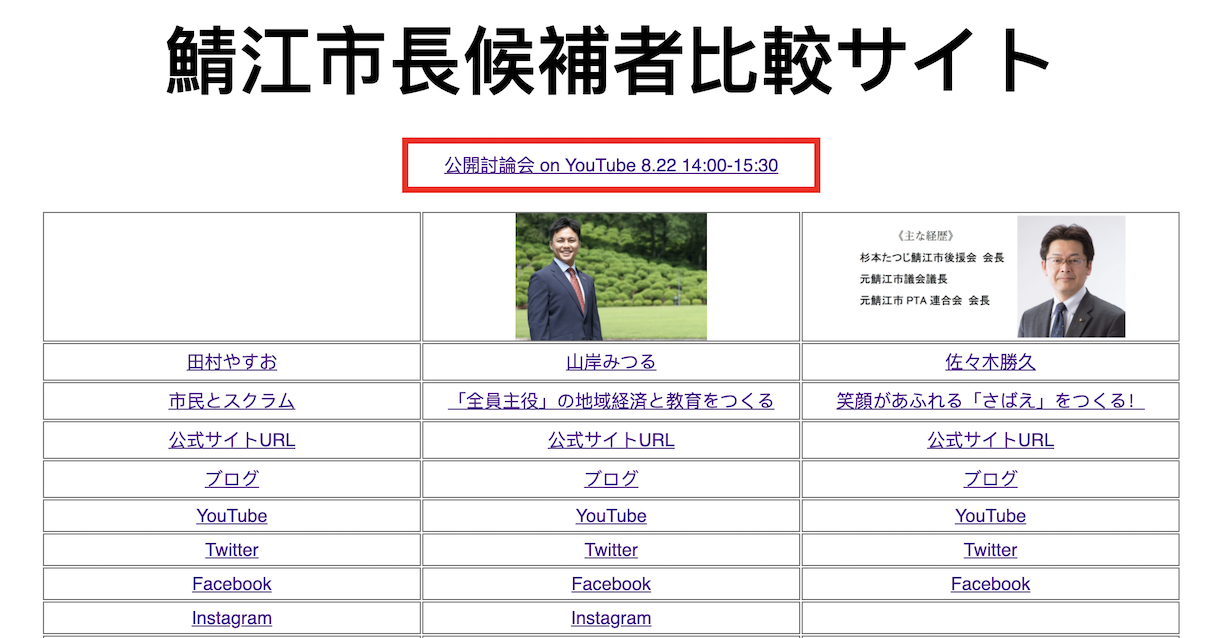 鯖江市長候補者比較サイト
公開討論会 on YouTube 8.22 14:00-15:30
《主な経歴》
杉本たつじ鯖江市後援会 会長
元鯖江市議会議長
元鯖江市 PTA 連合会 会長
田村やすお 山岸みつる 佐々木勝久
市民とスクラム 「全員主役」の地域経済と教育をつくる 笑顔があふれる「さばえ」をつくる！
公式サイトURL 公式サイトURL 公式サイトURL
ブログ ブログ ブログ
YouTube YouTube YouTube
Twitter Twitter Twitter
Facebook Facebook Facebook
Instagram Instagram